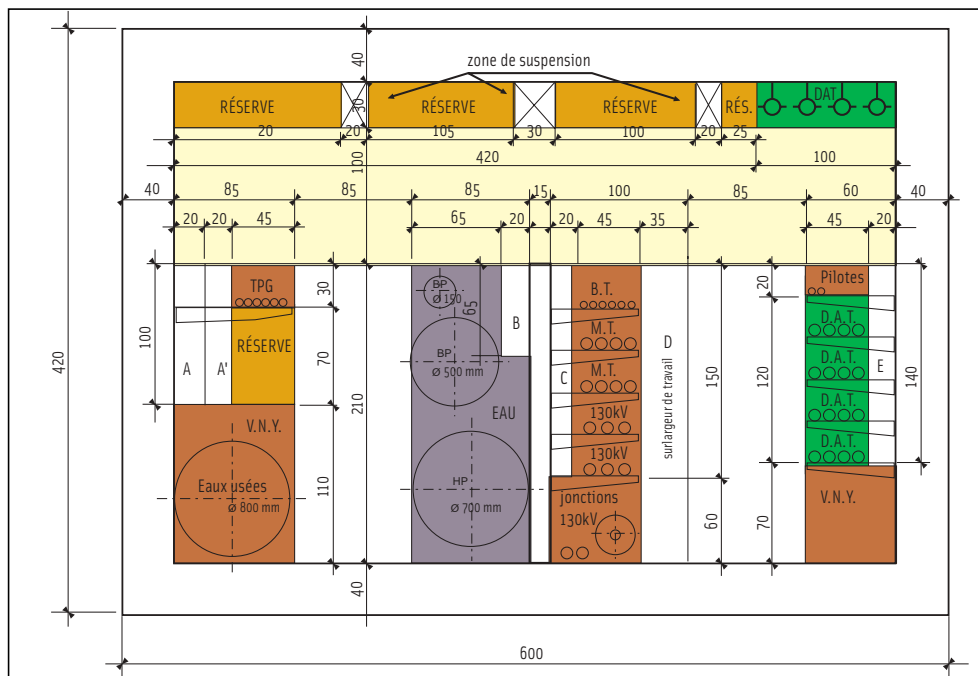 zone de suspension
40
RÉSERVE
30
RÉSERVE
RÉSERVE
RÉS.
DAT
20
20
105
30
100
20
25
100
420
100
40
85
85
85
15
100
85
60
40
20
20
45
65
20
20
45
35
45
20
TPG
30
BP
Ø 150
65
B
B.T.
M.T.
M.T.
130kV
130kV
C
D
surlargeur de travail
150
20
Pilotes
D.A.T.
D.A.T.
D.A.T.
D.A.T.
E
120
140
420
100
A
A'
RÉSERVE
70
BP
Ø 500 mm
210
EAU
V.N.Y.
Eaux usées
Ø 800 mm
110
HP
Ø 700 mm
jonctions
130kV
60
70
V.N.Y.
40
600